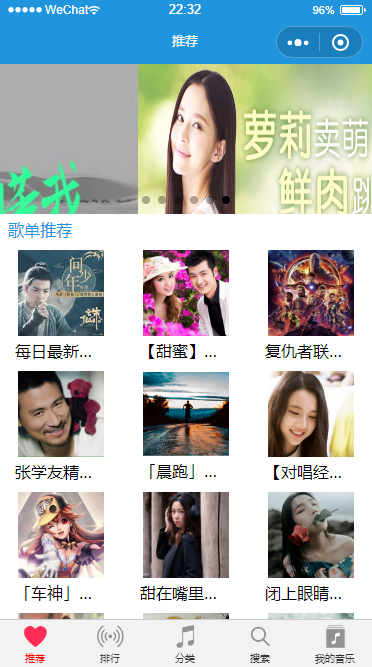 WeChat 22:32 96%
推荐
若我
萝莉卖萌
鲜肉跳
歌单推荐
问少年
每日最新...
【甜蜜】...
复仇者联...
张学友精...
「晨跑」...
【对唱经...
「车神」...
甜在嘴里...
闭上眼睛...
推荐
排行
分类
搜索
我的音乐